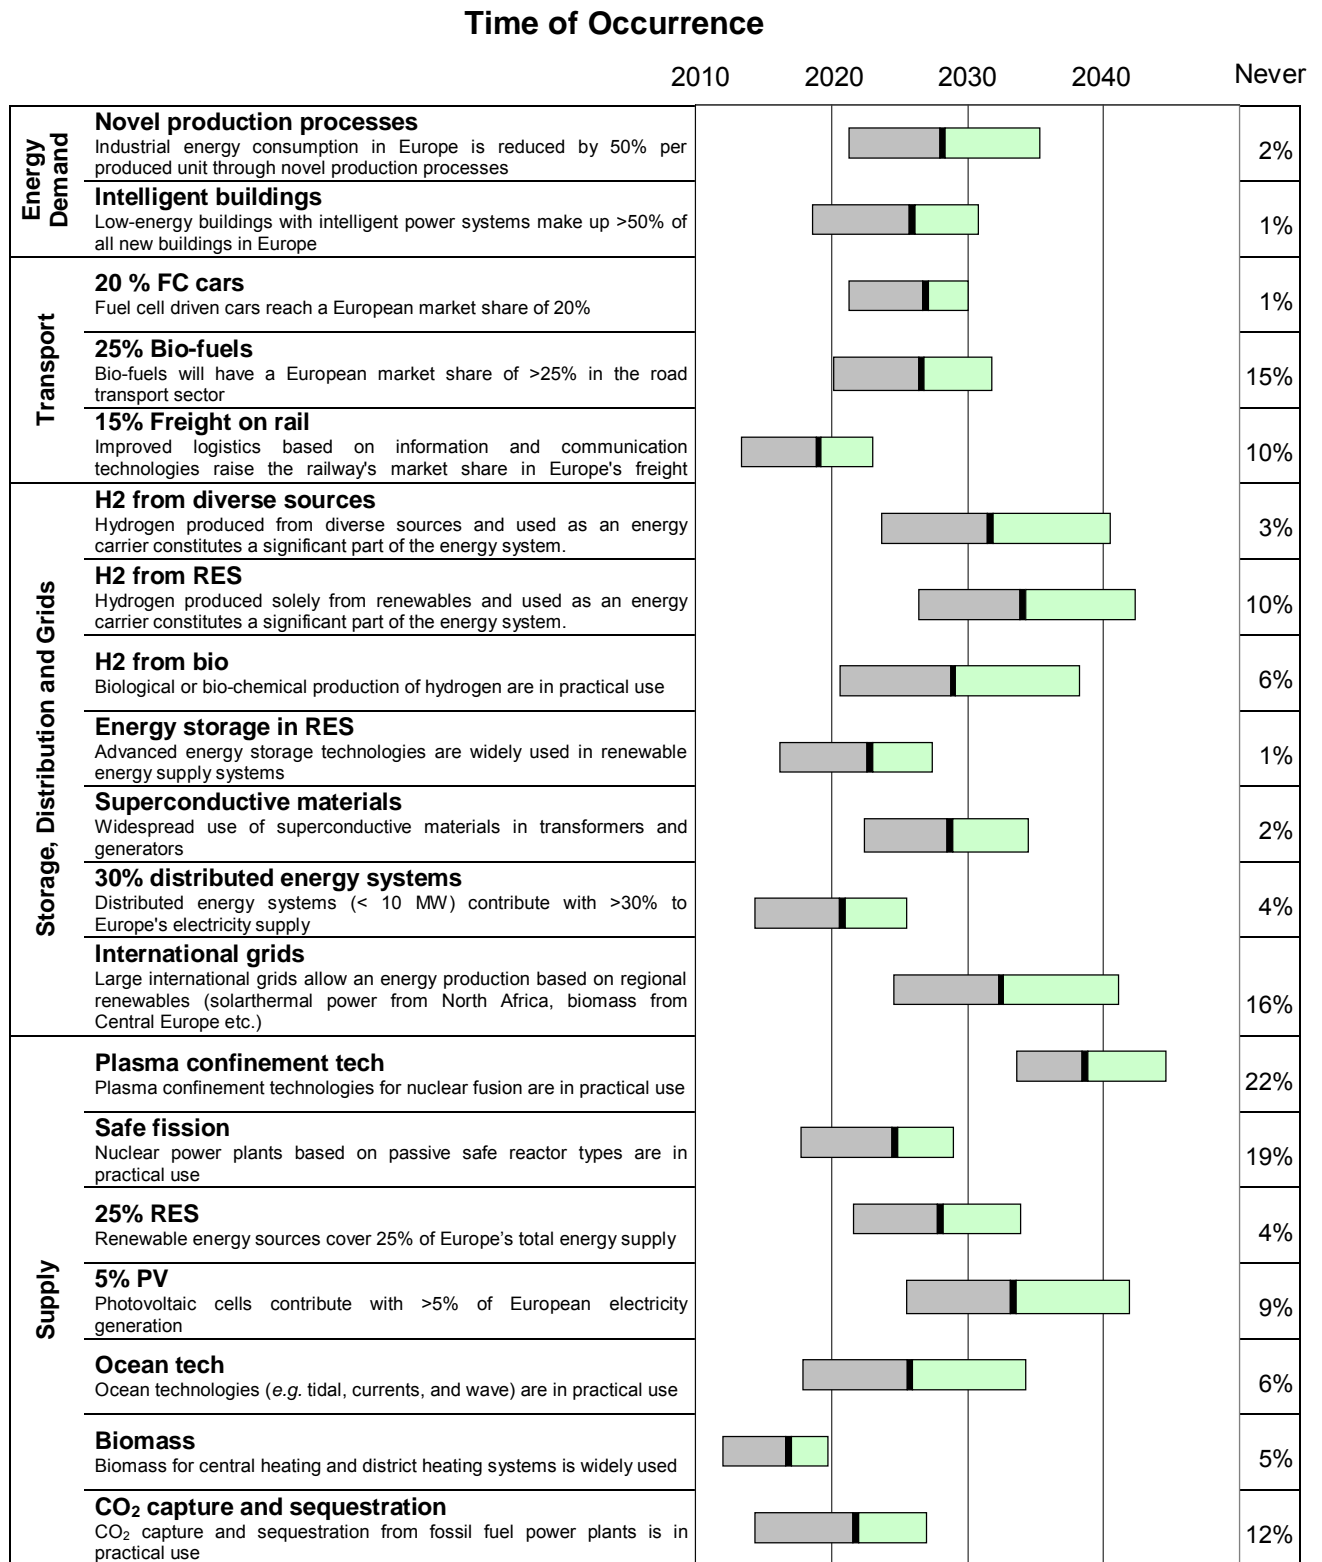 Time of Occurrence
2010 2020 2030 2040 Never
Energy
Demand
Novel production processes
Industrial energy consumption in Europe is reduced by 50% per
produced unit through novel production processes
2%
Intelligent buildings
Low-energy buildings with intelligent power systems make up >50% of
all new buildings in Europe
1%
Transport
20 % FC cars
Fuel cell driven cars reach a European market share of 20%
1%
25% Bio-fuels
Bio-fuels will have a European market share of >25% in the road
transport sector
15%
15% Freight on rail
Improved logistics based on information and communication
technologies raise the railway's market share in Europe's freight
10%
Storage, Distribution and Grids
H2 from diverse sources
Hydrogen produced from diverse sources and used as an energy
carrier constitutes a significant part of the energy system.
3%
H2 from RES
Hydrogen produced solely from renewables and used as an energy
carrier constitutes a significant part of the energy system.
10%
H2 from bio
Biological or bio-chemical production of hydrogen are in practical use
6%
Energy storage in RES
Advanced energy storage technologies are widely used in renewable
energy supply systems
1%
Superconductive materials
Widespread use of superconductive materials in transformers and
generators
2%
30% distributed energy systems
Distributed energy systems (< 10 MW) contribute with >30% to
Europe's electricity supply
4%
International grids
Large international grids allow an energy production based on regional
renewables (solarthermal power from North Africa, biomass from
Central Europe etc.)
16%
Supply
Plasma confinement tech
Plasma confinement technologies for nuclear fusion are in practical use
22%
Safe fission
Nuclear power plants based on passive safe reactor types are in
practical use
19%
25% RES
Renewable energy sources cover 25% of Europe’s total energy supply
4%
5% PV
Photovoltaic cells contribute with >5% of European electricity
generation
9%
Ocean tech
Ocean technologies (e.g. tidal, currents, and wave) are in practical use
6%
Biomass
Biomass for central heating and district heating systems is widely used
5%
CO₂ capture and sequestration
CO₂ capture and sequestration from fossil fuel power plants is in
practical use
12%